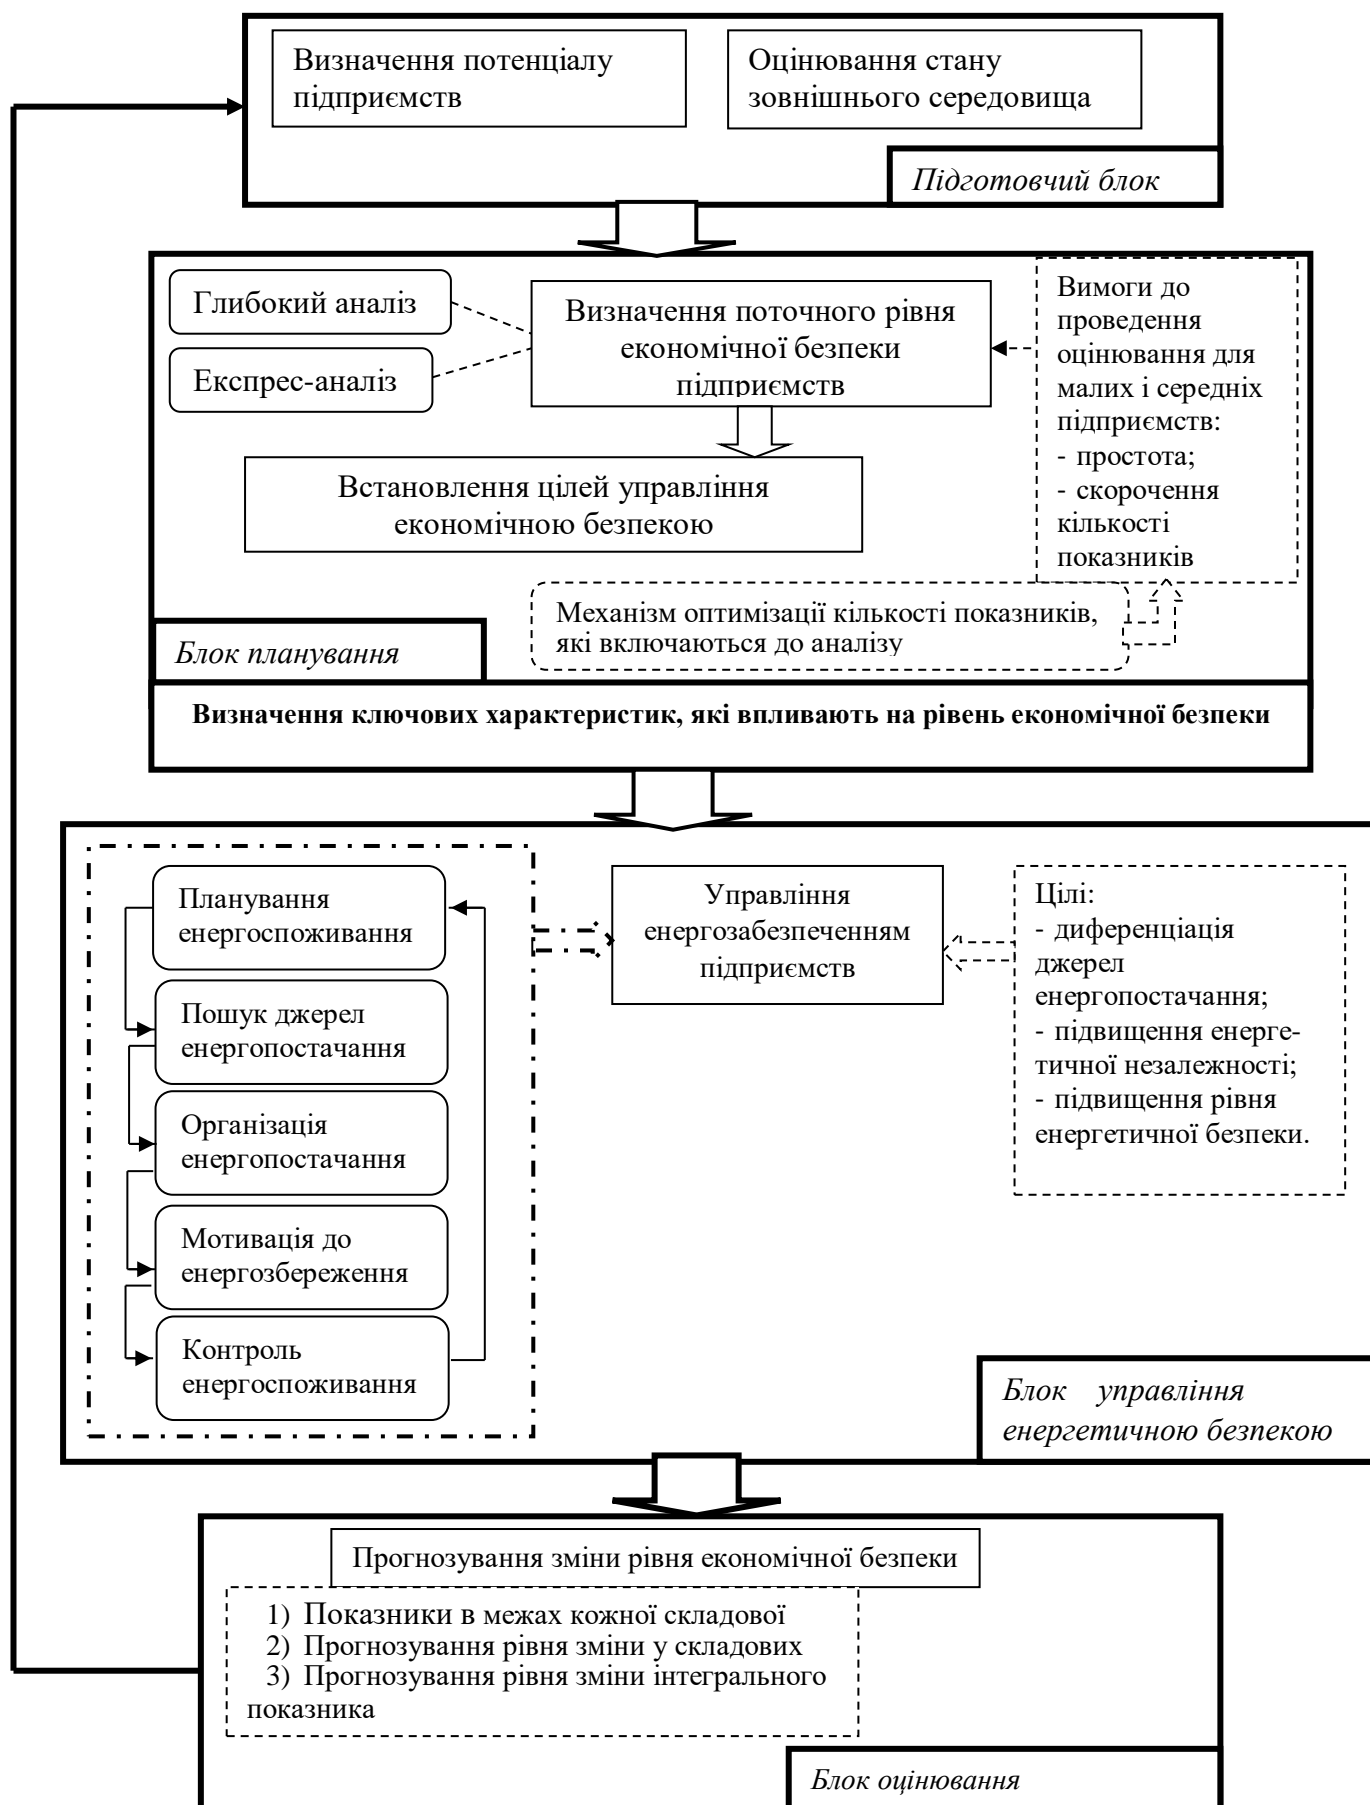 Визначення потенціалу
підприємств
Оцінювання стану
зовнішнього середовища
Підготовчий блок
Глибокий аналіз
Експрес-аналіз
Визначення поточного рівня
економічної безпеки
підприємств
Вимоги до
проведення
оцінювання для
малих і середніх
підприємств:
- простота;
- скорочення
кількості
показників
Встановлення цілей управління
економічною безпекою
Механізм оптимізації кількості показників,
які включаються до аналізу
Блок планування
Визначення ключових характеристик, які впливають на рівень економічної безпеки
Планування
енергоспоживання
Пошук джерел
енергопостачання
Організація
енергопостачання
Мотивація до
енергозбереження
Контроль
енергоспоживання
Управління
енергозабезпеченням
підприємств
Цілі:
- диференціація
джерел
енергопостачання;
- підвищення енерге-
тичної незалежності;
- підвищення рівня
енергетичної безпеки.
Блок управління
енергетичною безпекою
Прогнозування зміни рівня економічної безпеки
1) Показники в межах кожної складової
2) Прогнозування рівня зміни у складових
3) Прогнозування рівня зміни інтегрального
показника
Блок оцінювання